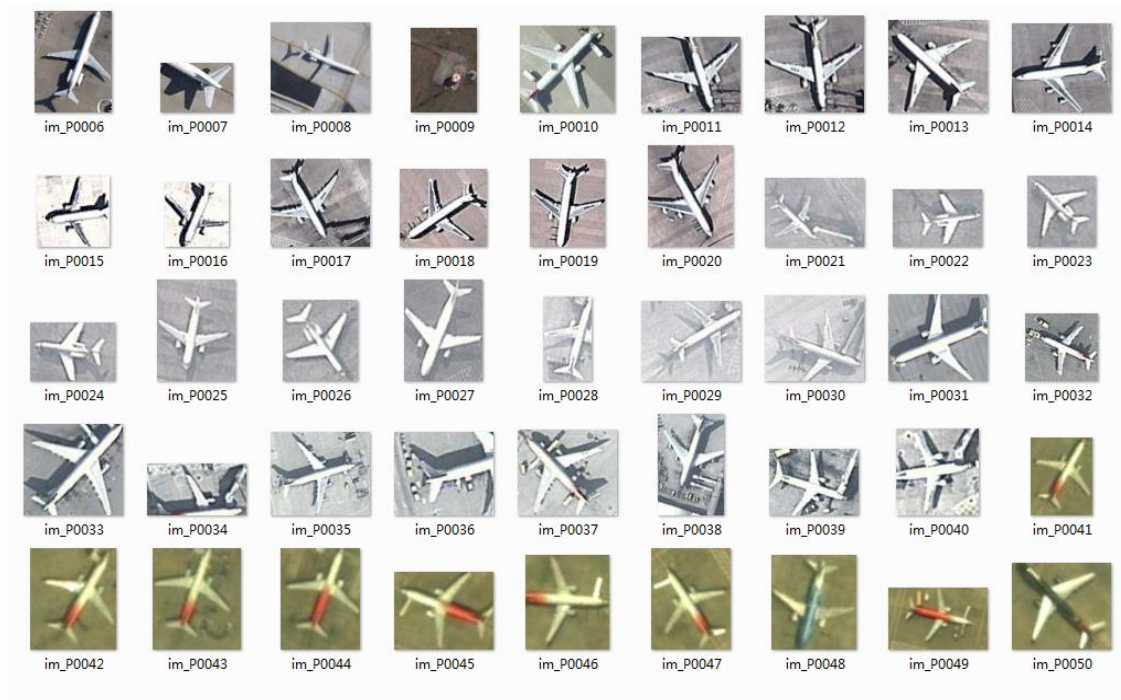 im_P0006 im_P0007 im_P0008 im_P0009 im_P0010 im_P0011 im_P0012 im_P0013 im_P0014
im_P0015 im_P0016 im_P0017 im_P0018 im_P0019 im_P0020 im_P0021 im_P0022 im_P0023
im_P0024 im_P0025 im_P0026 im_P0027 im_P0028 im_P0029 im_P0030 im_P0031 im_P0032
im_P0033 im_P0034 im_P0035 im_P0036 im_P0037 im_P0038 im_P0039 im_P0040 im_P0041
im_P0042 im_P0043 im_P0044 im_P0045 im_P0046 im_P0047 im_P0048 im_P0049 im_P0050